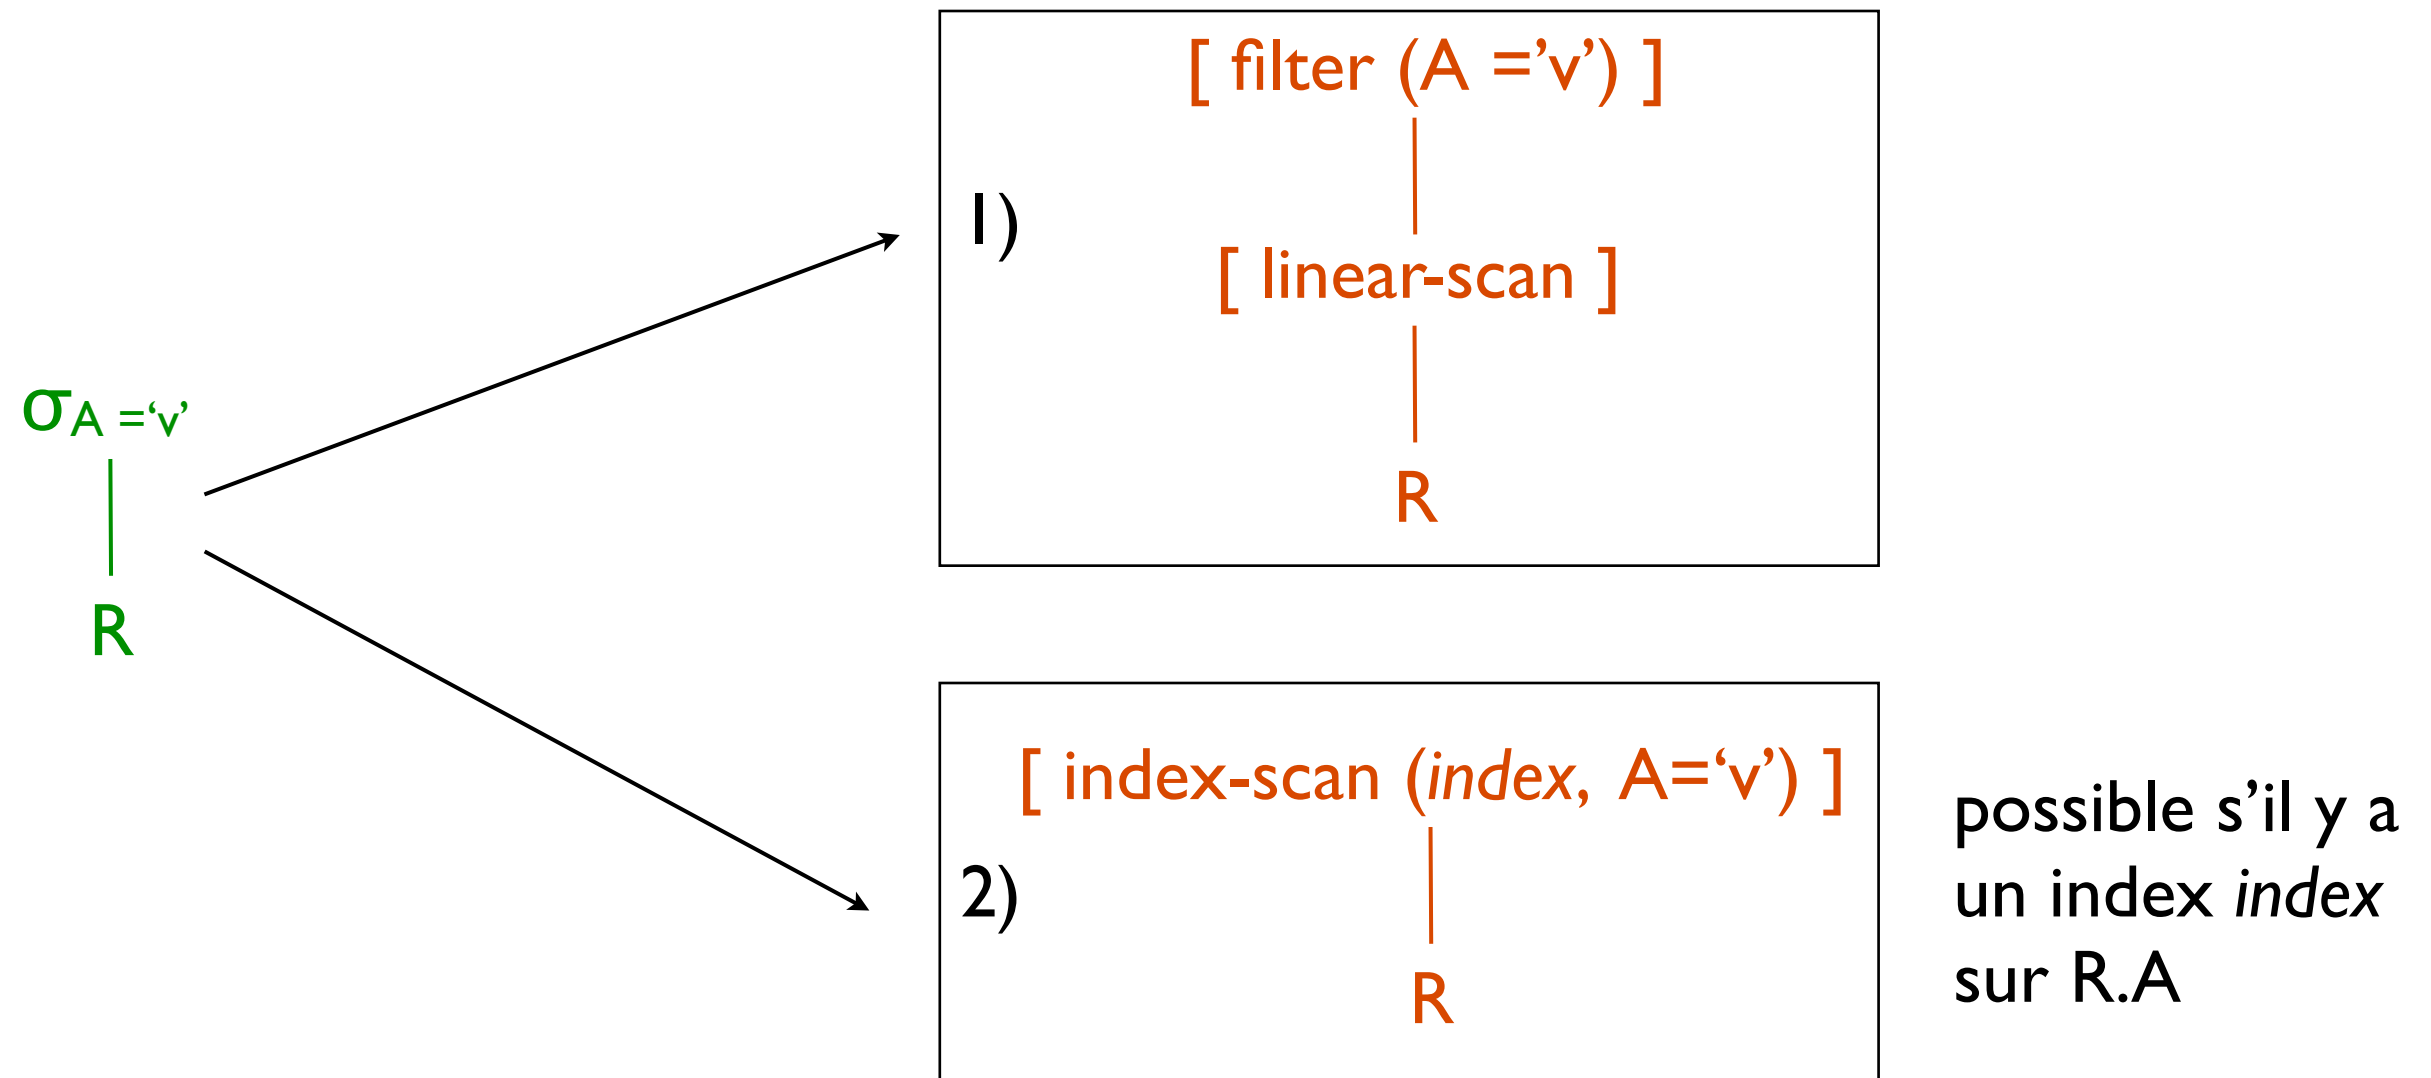 σA =‘v’
R
1)
[ filter (A =’v’) ]
[ linear-scan ]
R
2)
[ index-scan (index, A=‘v’) ]
R
possible s’il y a
un index index
sur R.A